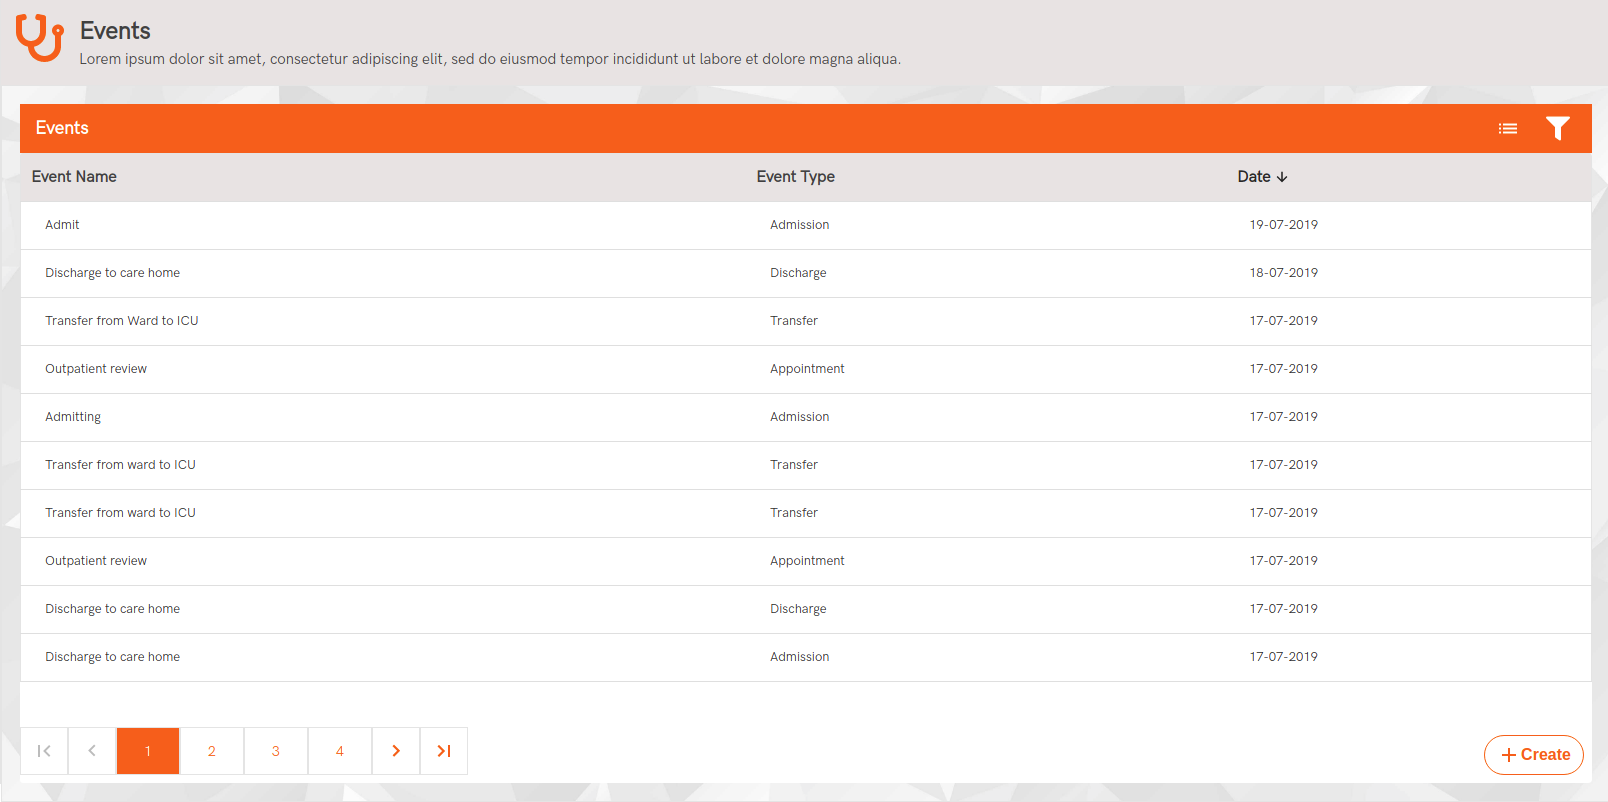 Events
Lorem ipsum dolor sit amet, consectetur adipiscing elit, sed do eiusmod tempor incididunt ut labore et dolore magna aliqua.
Events
Event Name Event Type Date
Admit Admission 19-07-2019
Discharge to care home Discharge 18-07-2019
Transfer from Ward to ICU Transfer 17-07-2019
Outpatient review Appointment 17-07-2019
Admitting Admission 17-07-2019
Transfer from ward to ICU Transfer 17-07-2019
Transfer from ward to ICU Transfer 17-07-2019
Outpatient review Appointment 17-07-2019
Discharge to care home Discharge 17-07-2019
Discharge to care home Admission 17-07-2019
1 2 3 4
Create